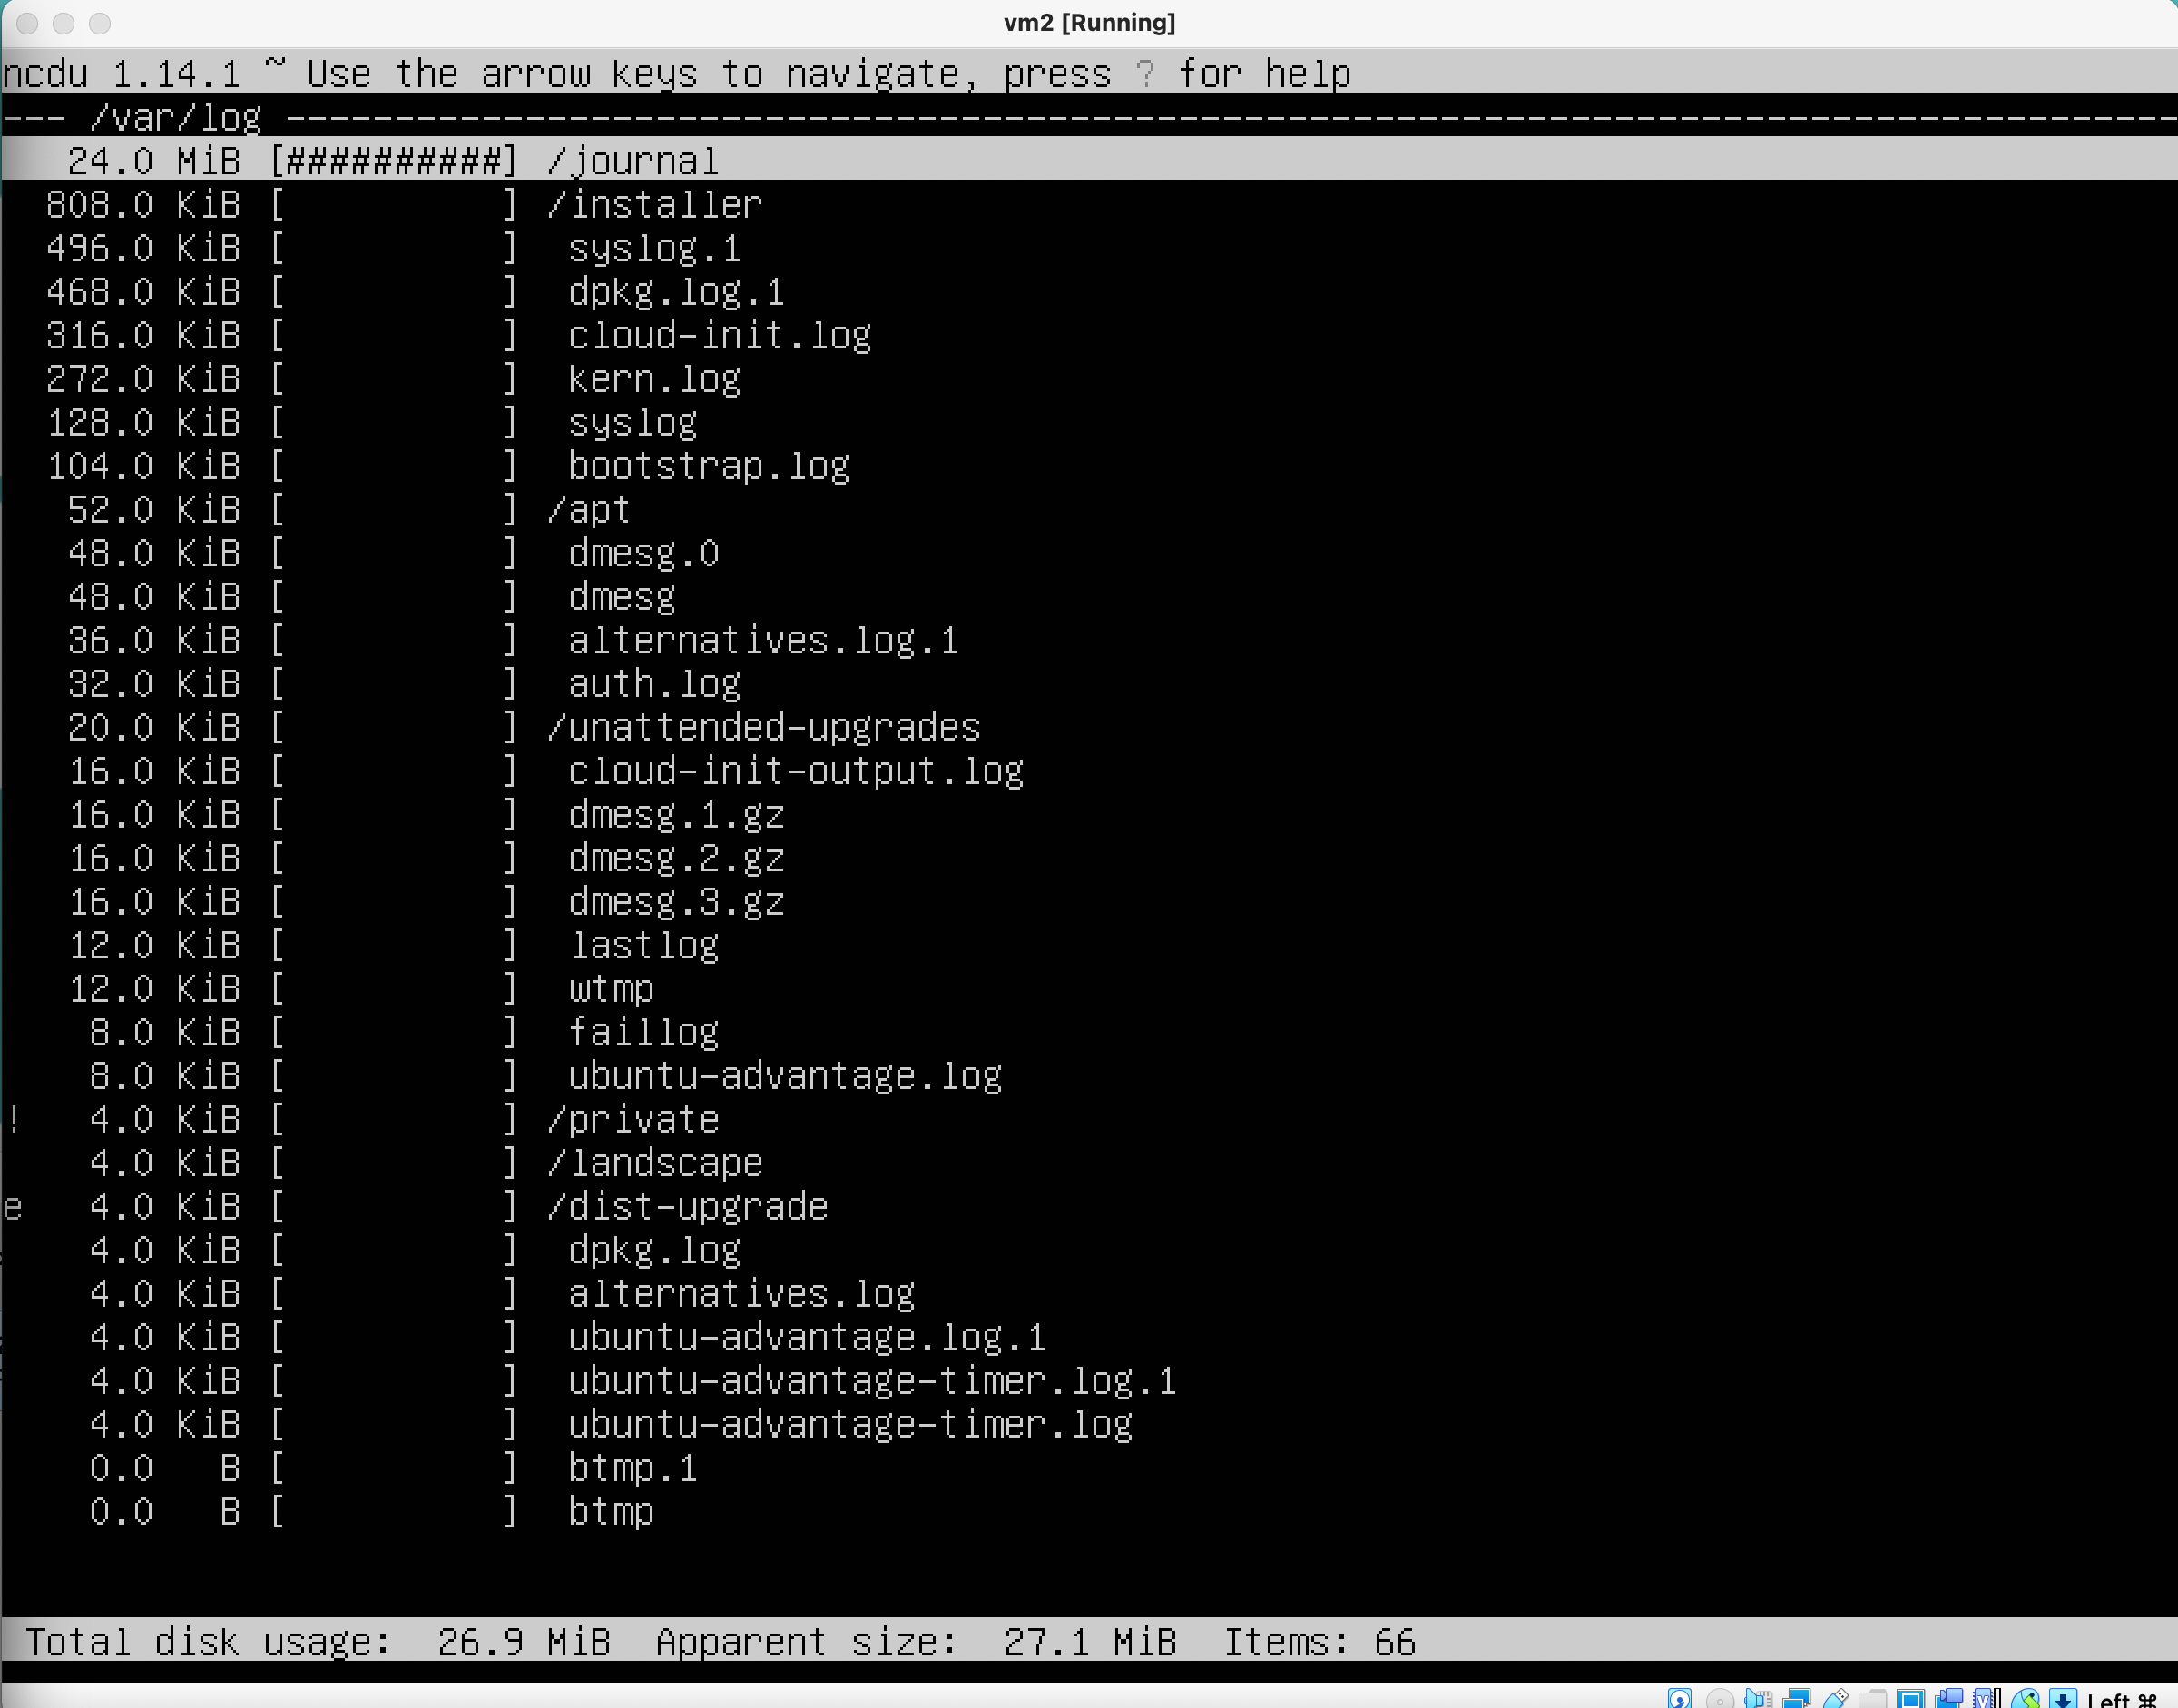 vm2 [Running]
ncdu 1.14.1 ~ Use the arrow keys to navigate, press ? for help
--- /var/log ---------------------------------------------------------------------------------------
24.0 MiB [##########] /journal
808.0 KiB [          ] /installer
496.0 KiB [          ]  syslog.1
468.0 KiB [          ]  dpkg.log.1
316.0 KiB [          ]  cloud-init.log
272.0 KiB [          ]  kern.log
128.0 KiB [          ]  syslog
104.0 KiB [          ]  bootstrap.log
52.0 KiB [          ] /apt
48.0 KiB [          ]  dmesg.0
48.0 KiB [          ]  dmesg
36.0 KiB [          ]  alternatives.log.1
32.0 KiB [          ]  auth.log
20.0 KiB [          ] /unattended-upgrades
16.0 KiB [          ]  cloud-init-output.log
16.0 KiB [          ]  dmesg.1.gz
16.0 KiB [          ]  dmesg.2.gz
16.0 KiB [          ]  dmesg.3.gz
12.0 KiB [          ]  lastlog
12.0 KiB [          ]  wtmp
8.0 KiB [          ]  faillog
8.0 KiB [          ]  ubuntu-advantage.log
! 4.0 KiB [          ] /private
4.0 KiB [          ] /landscape
e 4.0 KiB [          ] /dist-upgrade
4.0 KiB [          ]  dpkg.log
4.0 KiB [          ]  alternatives.log
4.0 KiB [          ]  ubuntu-advantage.log.1
4.0 KiB [          ]  ubuntu-advantage-timer.log.1
4.0 KiB [          ]  ubuntu-advantage-timer.log
0.0   B [          ]  btmp.1
0.0   B [          ]  btmp
Total disk usage:  26.9 MiB  Apparent size:  27.1 MiB  Items: 66
Left ⌘